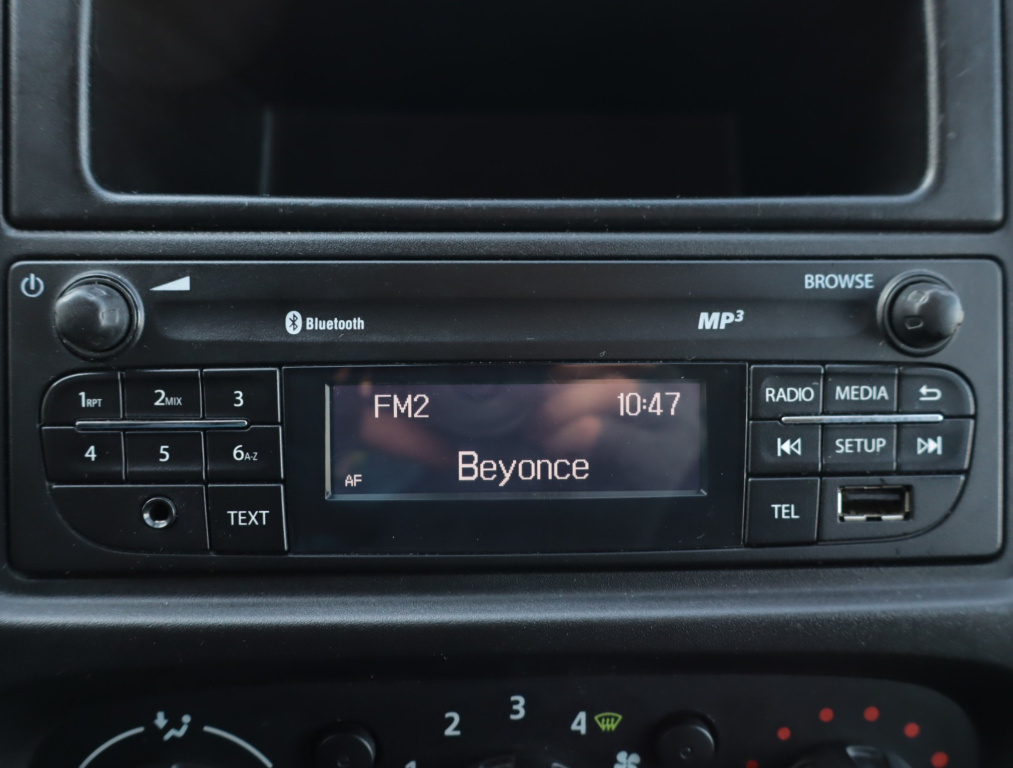 BROWSE
Bluetooth MP3
1RPT 2MIX 3
FM2 10:47
RADIO MEDIA
4 5 6A-Z
AF Beyonce
SETUP
TEXT
TEL
1 2 3 4